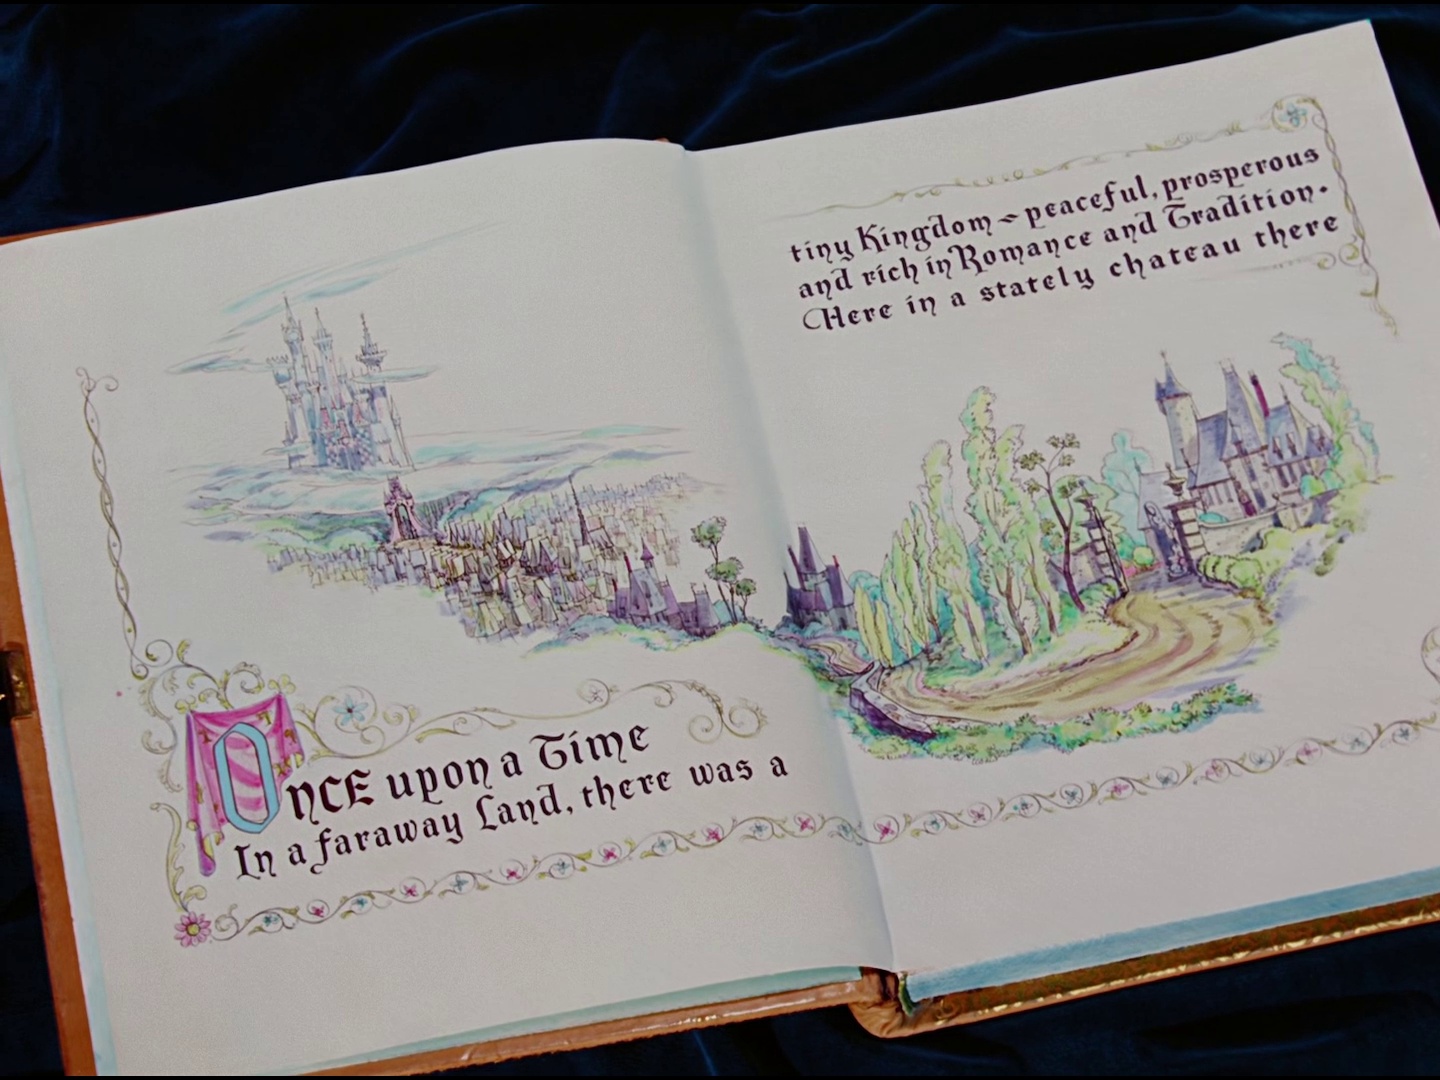 ONCE upon a Time
In a faraway Land, there was a
tiny Kingdom ~ peaceful, prosperous
and rich in Romance and Tradition.
Here in a stately chateau there